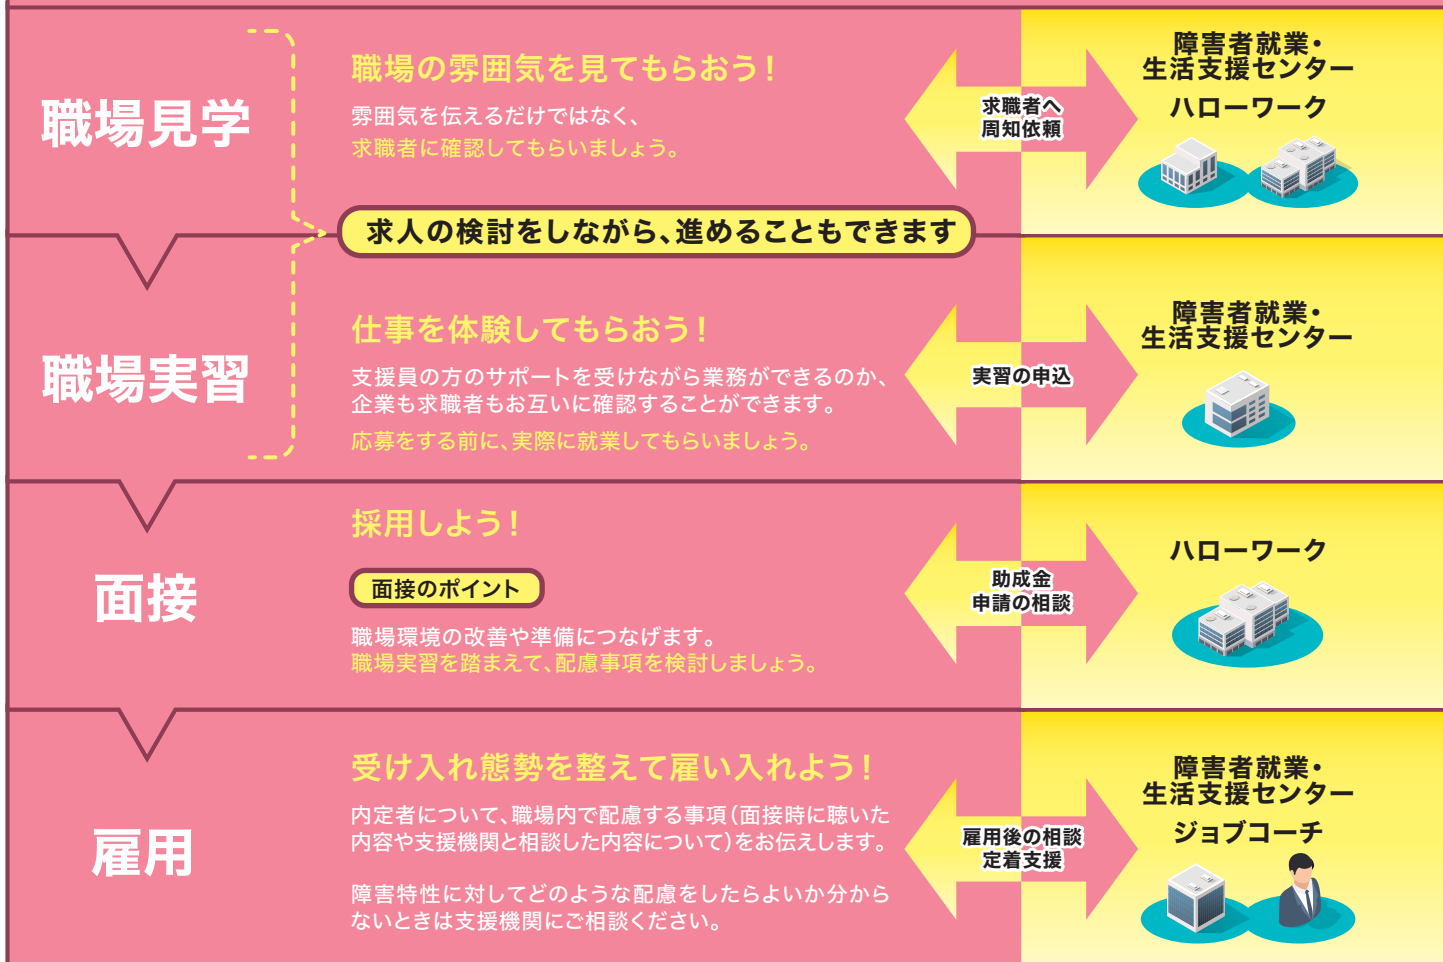 職場見学
職場の雰囲気を見てもらおう！
雰囲気を伝えるだけではなく、
求職者に確認してもらいましょう。
求職者へ
周知依頼
障害者就業・
生活支援センター
ハローワーク
求人の検討をしながら、進めることもできます
職場実習
仕事を体験してもらおう！
支援員の方のサポートを受けながら業務ができるのか、
企業も求職者もお互いに確認することができます。
応募をする前に、実際に就業してもらいましょう。
実習の申込
障害者就業・
生活支援センター
面接
採用しよう！
面接のポイント
職場環境の改善や準備につなげます。
職場実習を踏まえて、配慮事項を検討しましょう。
助成金
申請の相談
ハローワーク
雇用
受け入れ態勢を整えて雇い入れよう！
内定者について、職場内で配慮する事項（面接時に聴いた
内容や支援機関と相談した内容について）をお伝えします。
障害特性に対してどのような配慮をしたらよいか分から
ないときは支援機関にご相談ください。
雇用後の相談
定着支援
障害者就業・
生活支援センター
ジョブコーチ